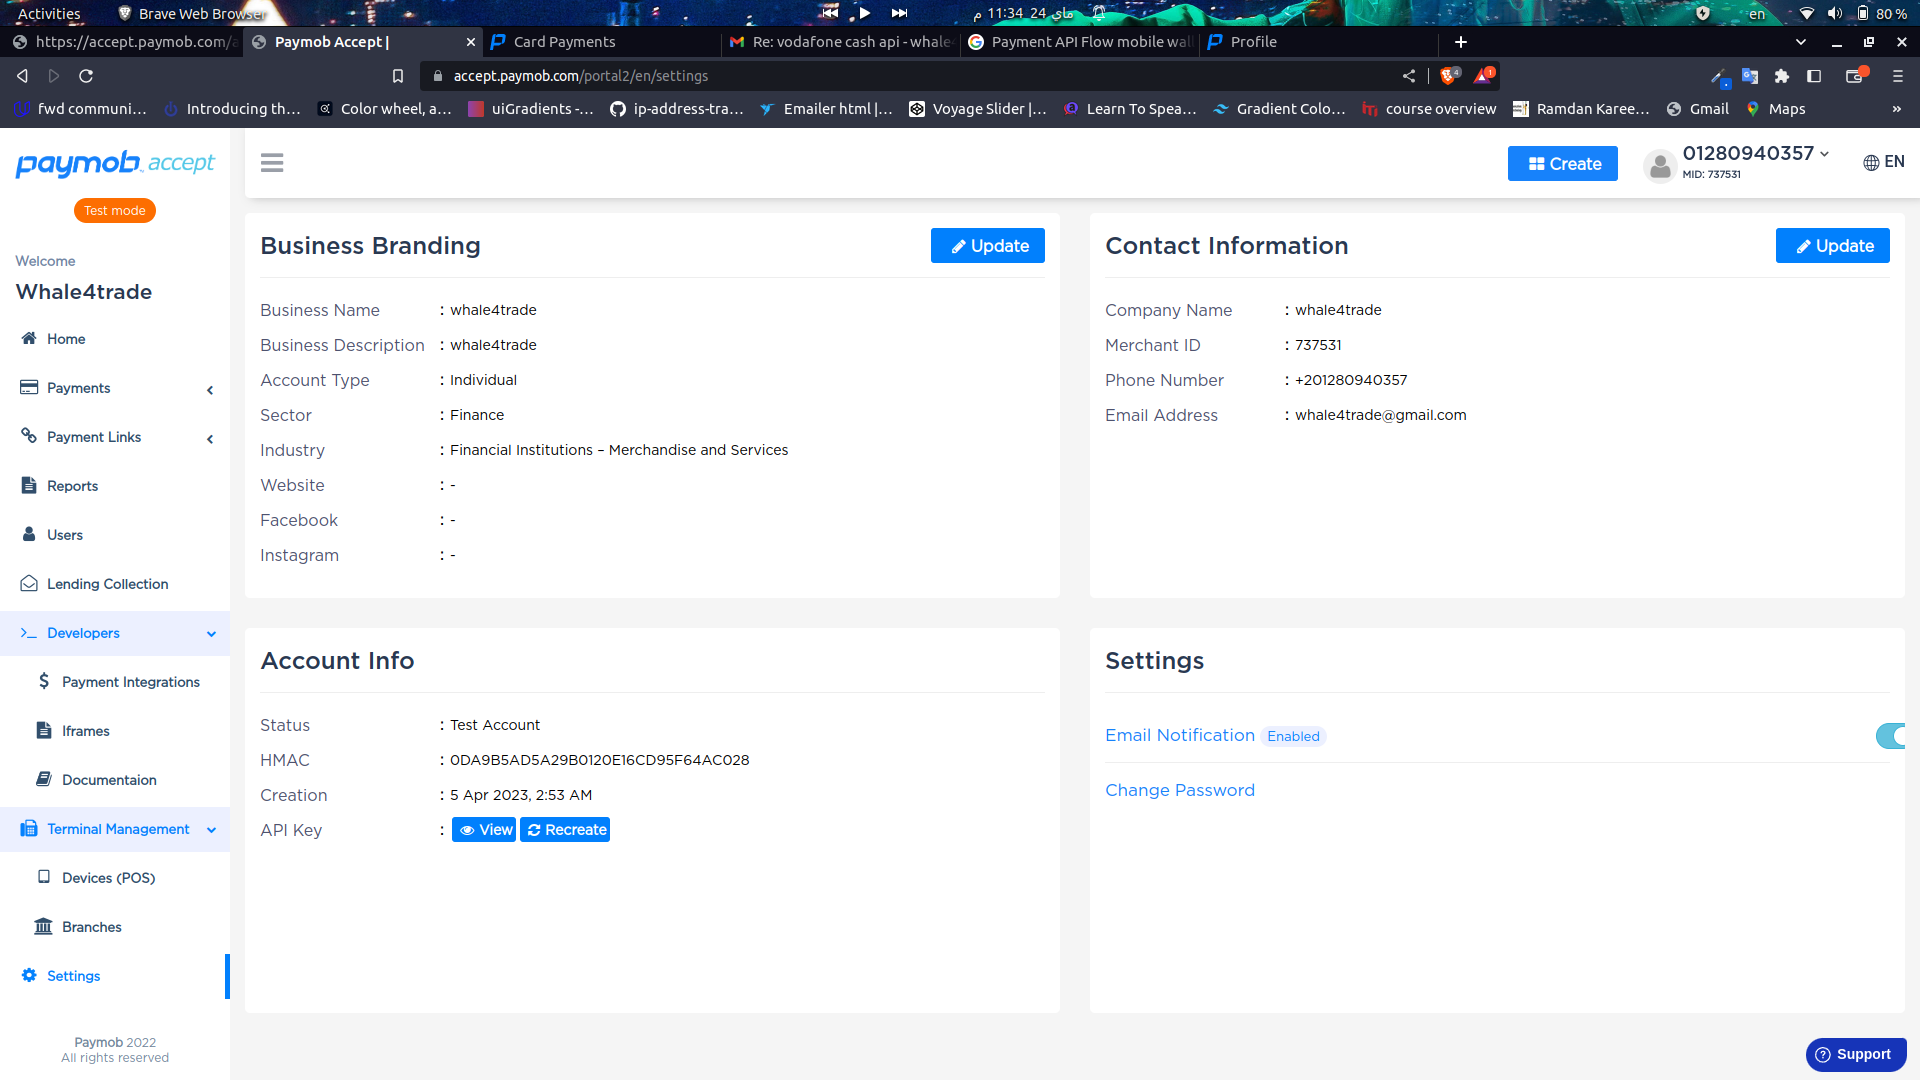 Activities
Brave Web Browser
م 11:34 24 ماي
en
80 %
https://accept.paymob.com/a
Paymob Accept |
Card Payments
Re: vodafone cash api - whale4
Payment API Flow mobile wal
Profile
accept.paymob.com/portal2/en/settings
4
1
fwd communi...
Introducing th...
Color wheel, a...
uiGradients -...
ip-address-tra...
Emailer html |...
Voyage Slider |...
Learn To Spea...
Gradient Colo...
course overview
Ramdan Karee...
Gmail
Maps
»
paymob accept
Test mode
Welcome
Whale4trade
Home
Payments
Payment Links
Reports
Users
Lending Collection
Developers
Payment Integrations
Iframes
Documentaion
Terminal Management
Devices (POS)
Branches
Settings
Paymob 2022
All rights reserved
Create
01280940357
MID: 737531
EN
Business Branding
Update
Business Name : whale4trade
Business Description : whale4trade
Account Type : Individual
Sector : Finance
Industry : Financial Institutions – Merchandise and Services
Website : -
Facebook : -
Instagram : -
Contact Information
Update
Company Name : whale4trade
Merchant ID : 737531
Phone Number : +201280940357
Email Address : whale4trade@gmail.com
Account Info
Status : Test Account
HMAC : 0DA9B5AD5A29B0120E16CD95F64AC028
Creation : 5 Apr 2023, 2:53 AM
API Key : View Recreate
Settings
Email Notification Enabled
Change Password
Support